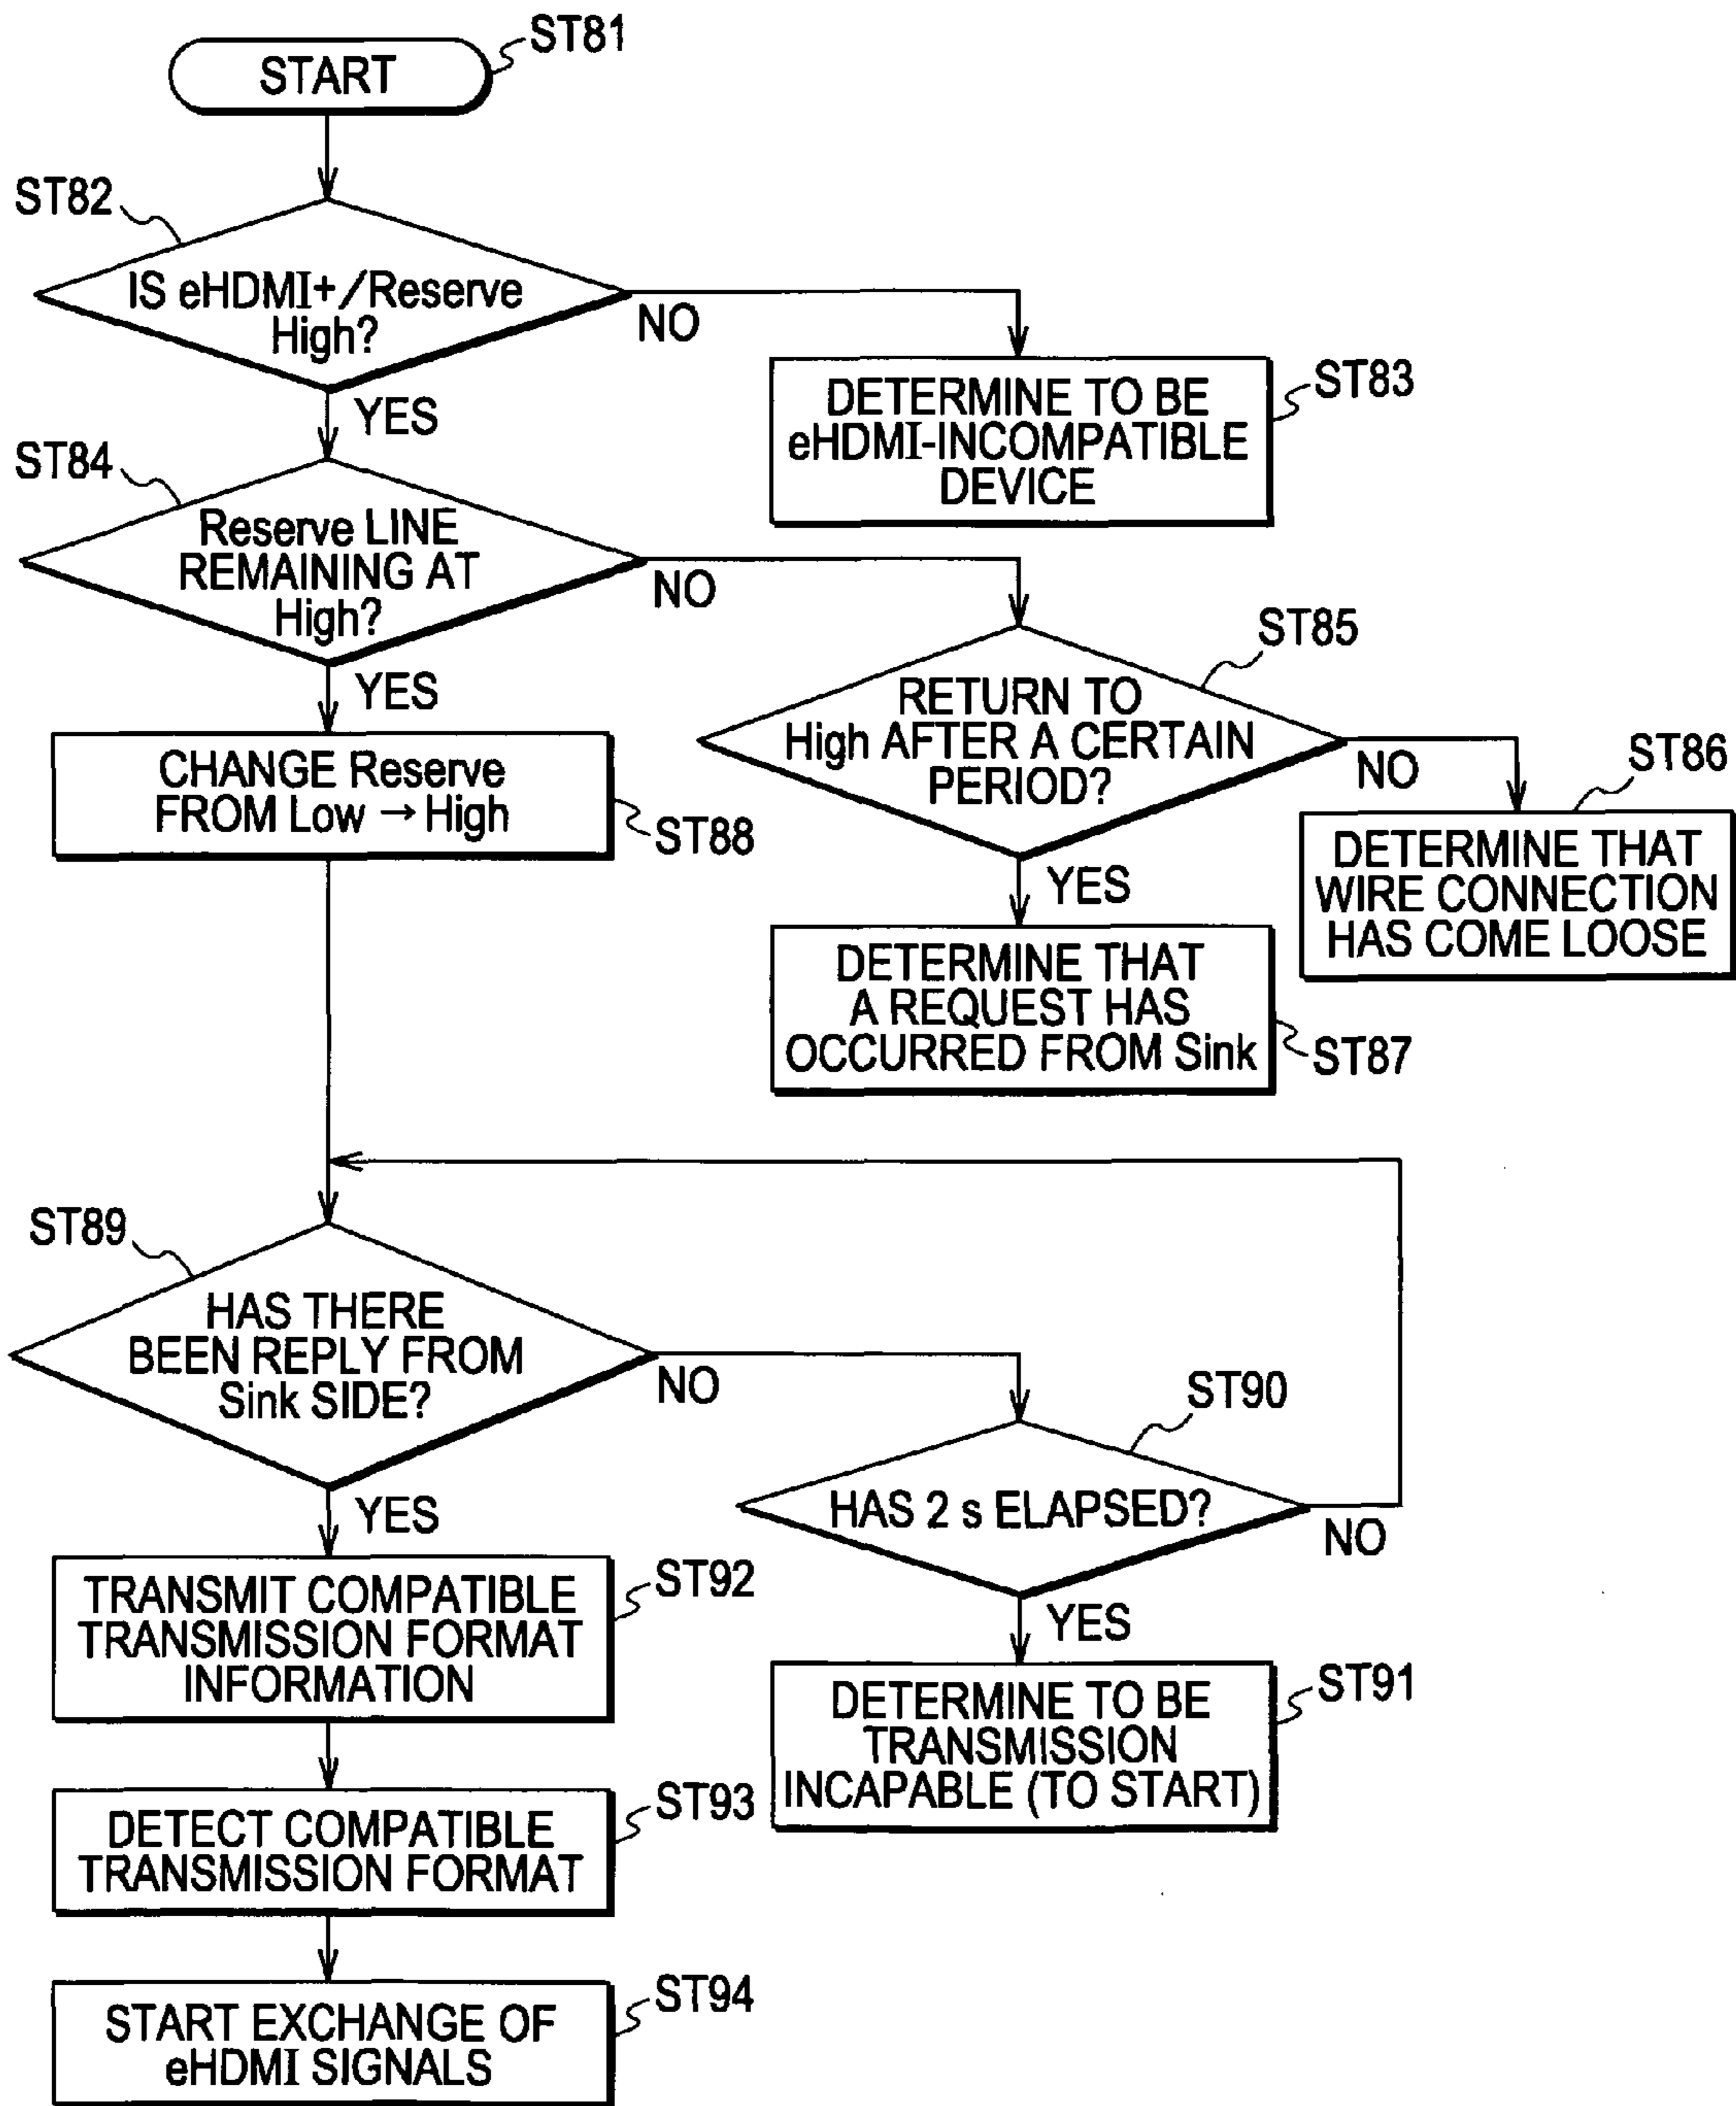 START
ST81
ST82
IS eHDMI+/Reserve
High?
NO
YES
DETERMINE TO BE
eHDMI-INCOMPATIBLE
DEVICE
ST83
ST84
Reserve LINE
REMAINING AT
High?
NO
YES
ST85
RETURN TO
High AFTER A CERTAIN
PERIOD?
NO
YES
ST86
DETERMINE THAT
WIRE CONNECTION
HAS COME LOOSE
CHANGE Reserve
FROM Low → High
ST88
DETERMINE THAT
A REQUEST HAS
OCCURRED FROM Sink
ST87
ST89
HAS THERE
BEEN REPLY FROM
Sink SIDE?
NO
YES
ST90
HAS 2 s ELAPSED?
NO
YES
TRANSMIT COMPATIBLE
TRANSMISSION FORMAT
INFORMATION
ST92
DETERMINE TO BE
TRANSMISSION
INCAPABLE (TO START)
ST91
DETECT COMPATIBLE
TRANSMISSION FORMAT
ST93
START EXCHANGE OF
eHDMI SIGNALS
ST94